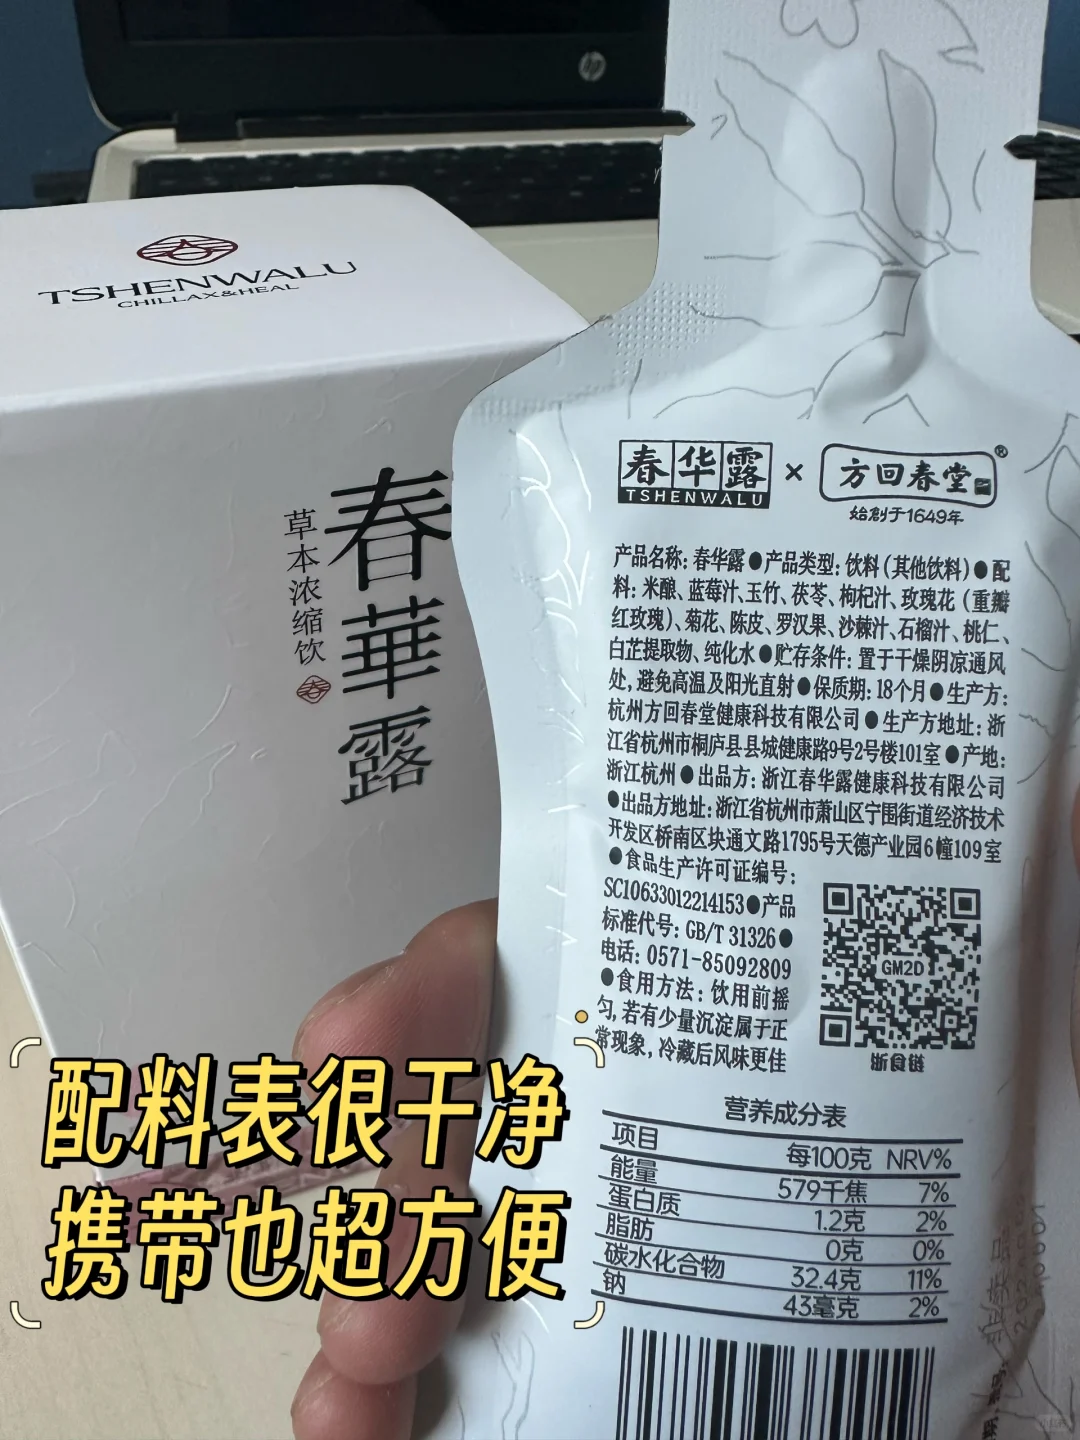 hp
TSHENWALU
CHILLAX&HEAL
春華露
草本浓缩饮
春
春华露 × 方回春堂®
TSHENWALU
始創于1649年
产品名称: 春华露●产品类型: 饮料 (其他饮料)●配
料: 米酿、蓝莓汁、玉竹、茯苓、枸杞汁、玫瑰花 (重瓣
红玫瑰)、菊花、陈皮、罗汉果、沙棘汁、石榴汁、桃仁、
白芷提取物、纯化水●贮存条件: 置于干燥阴凉通风
处, 避免高温及阳光直射●保质期: 18个月●生产方:
杭州方回春堂健康科技有限公司●生产方地址: 浙
江省杭州市桐庐县县城健康路9号2号楼101室●产地:
浙江杭州●出品方: 浙江春华露健康科技有限公司
●出品方地址: 浙江省杭州市萧山区宁围街道经济技术
开发区桥南区块通文路1795号天德产业园6幢109室
●食品生产许可证编号:
SC10633012214153●产品
标准代号: GB/T 31326●
电话: 0571-85092809
●食用方法: 饮用前摇
匀, 若有少量沉淀属于正
常现象, 冷藏后风味更佳
GM2D
浙食链
营养成分表
项目 每100克 NRV%
能量 579千焦 7%
蛋白质 1.2克 2%
脂肪 0克 0%
碳水化合物 32.4克 11%
钠 43毫克 2%
配料表很干净
携带也超方便